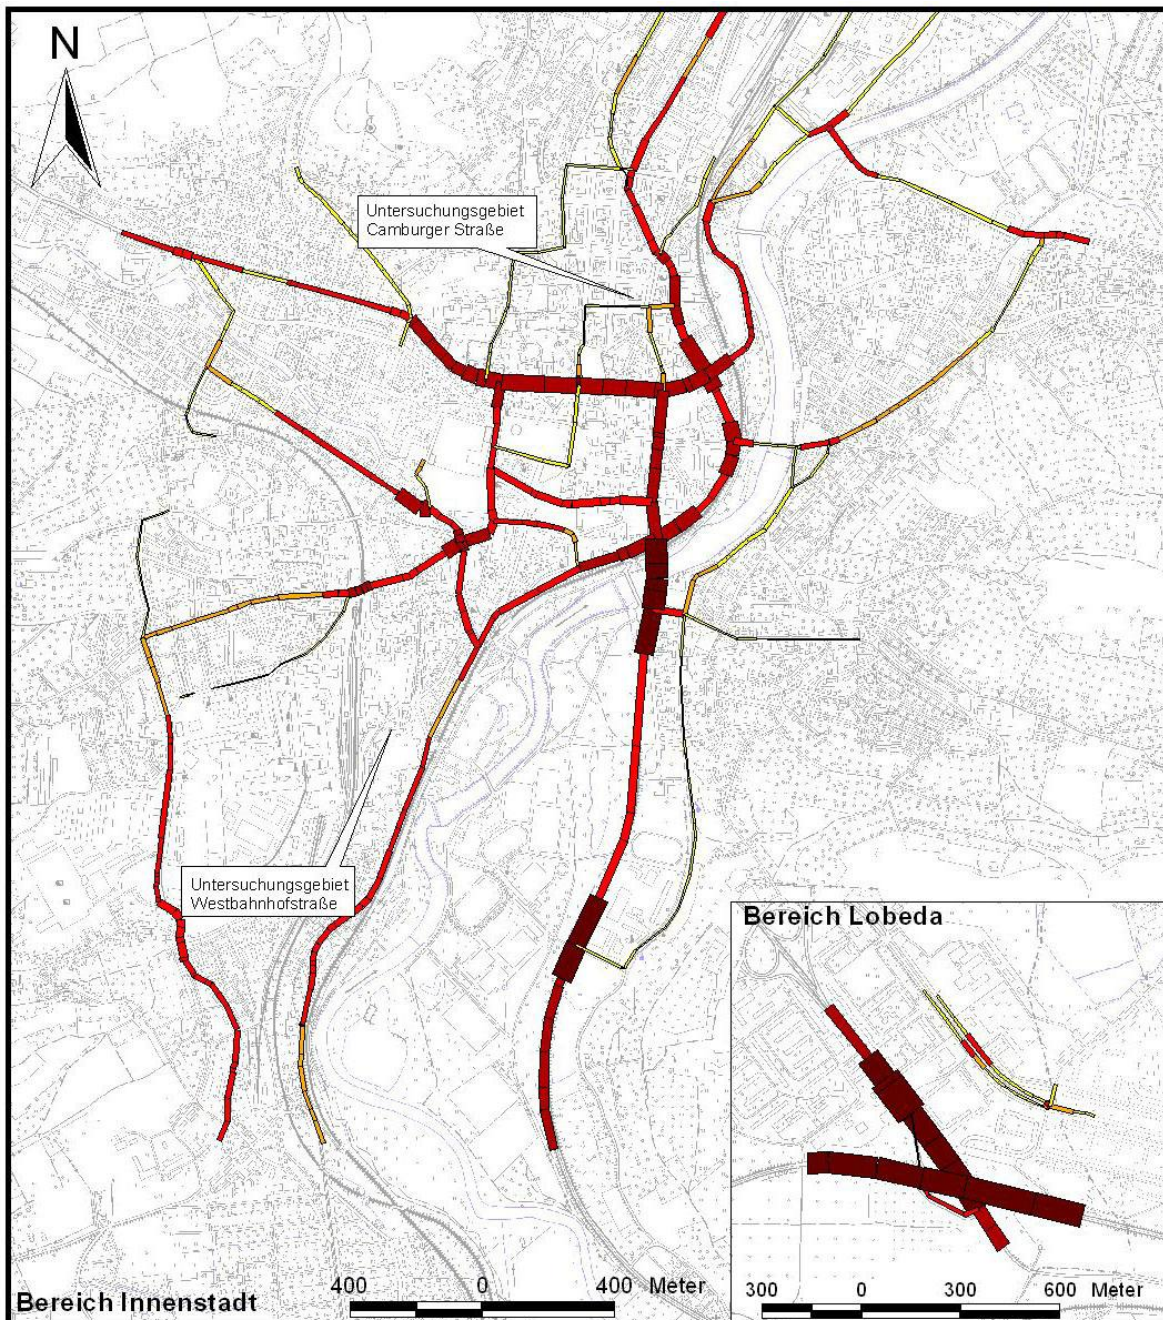 N
Untersuchungsgebiet
Camburger Straße
Untersuchungsgebiet
Westbahnhofstraße
Bereich Lobeda
400 0 400 Meter
Bereich Innenstadt
300 0 300 600 Meter